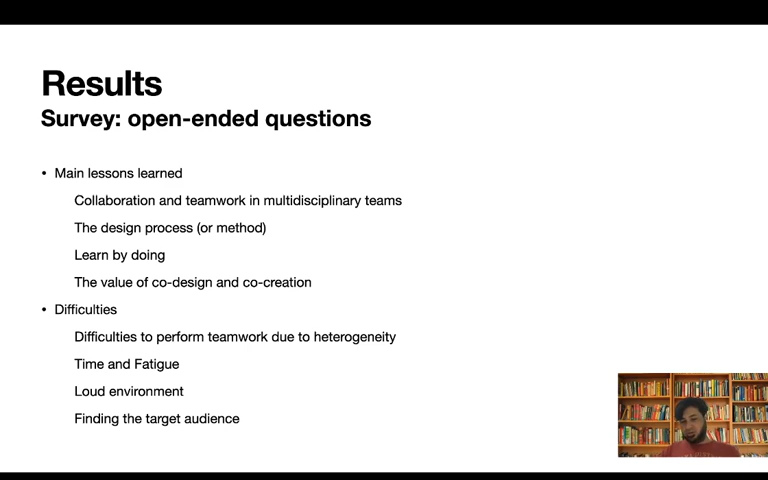 Results
Survey: open-ended questions
• Main lessons learned
Collaboration and teamwork in multidisciplinary teams
The design process (or method)
Learn by doing
The value of co-design and co-creation
• Difficulties
Difficulties to perform teamwork due to heterogeneity
Time and Fatigue
Loud environment
Finding the target audience